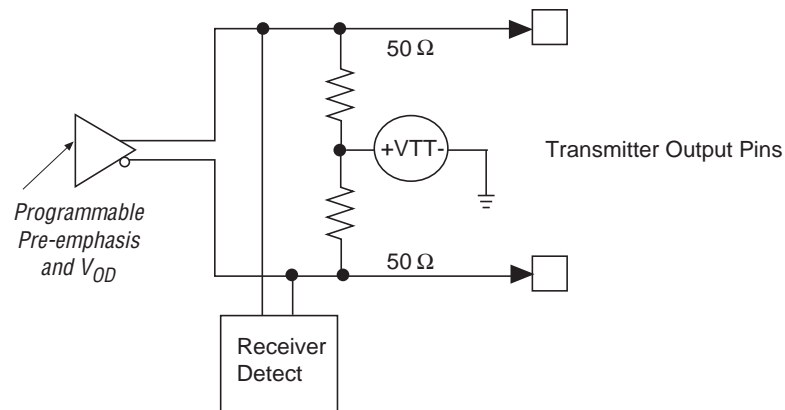 50 Ω
+VTT-
Transmitter Output Pins
Programmable
Pre-emphasis
and VOD
50 Ω
Receiver
Detect